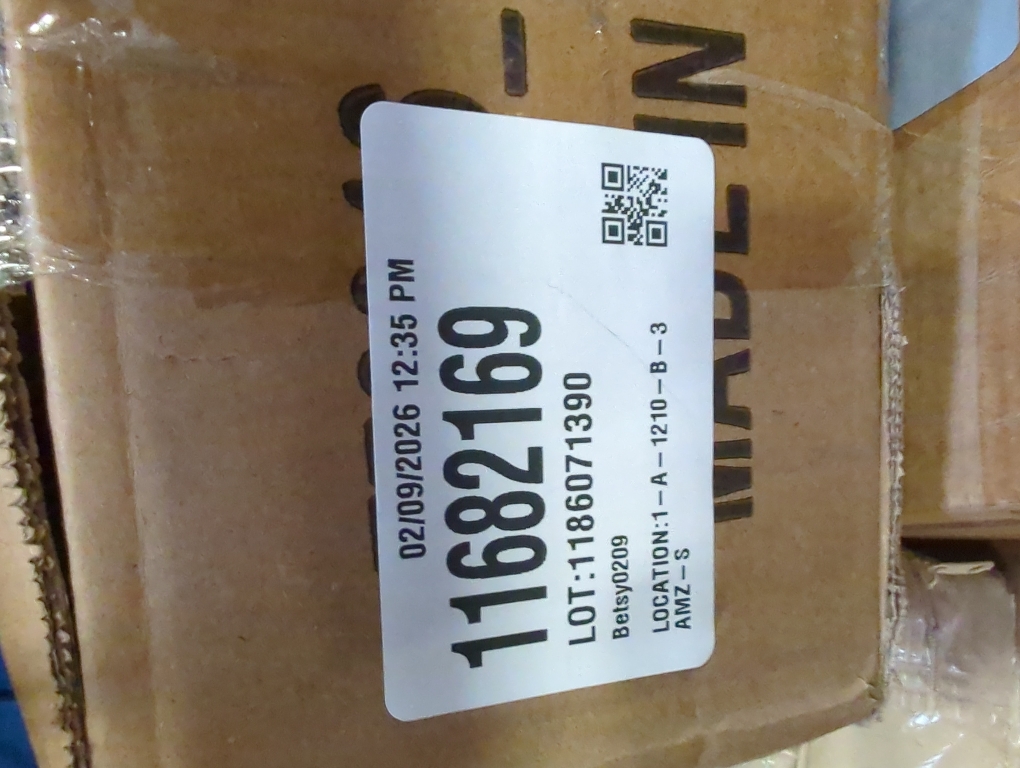 02/09/2026 12:35 PM
11682169
LOT:1186071390
Betsy0209
LOCATION:1-A-1210-B-3
AMZ-S
MADE IN